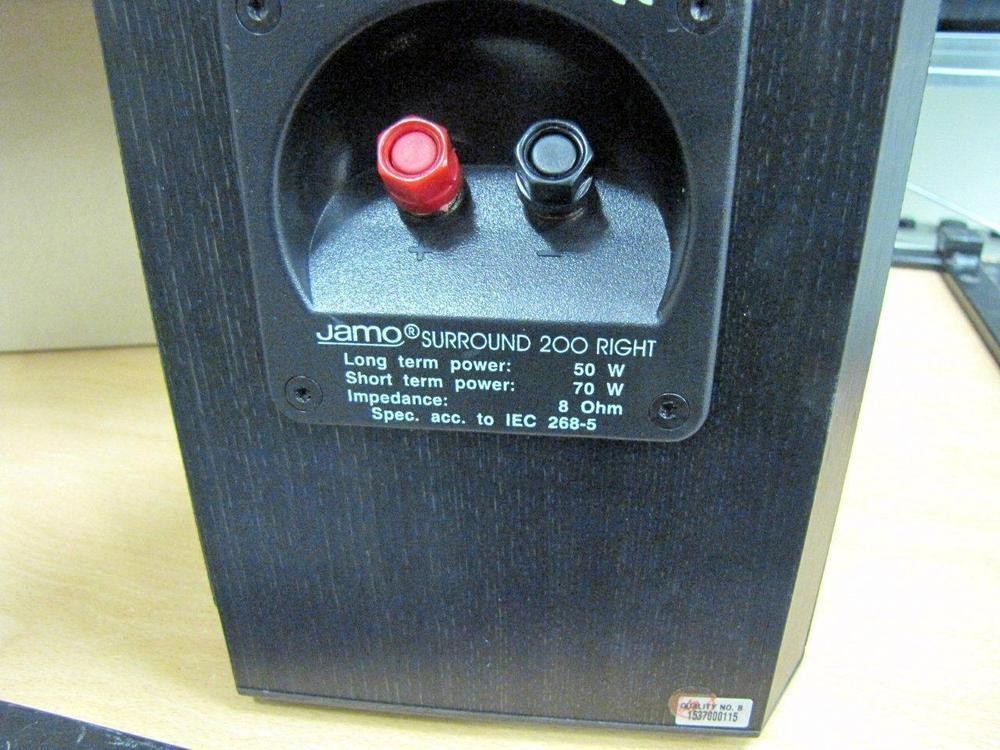 + −
Jamo® SURROUND 200 RIGHT
Long term power: 50 W
Short term power: 70 W
Impedance: 8 Ohm
Spec. acc. to IEC 268-5
QUALITY NO. B
1537000115